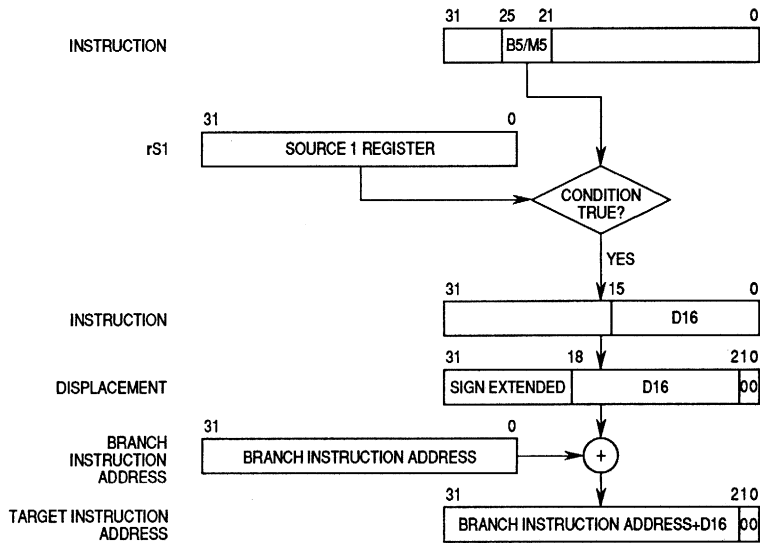 31 25 21 0
INSTRUCTION B5/M5
31 0
rS1 SOURCE 1 REGISTER
CONDITION
TRUE?
YES
31 15 0
INSTRUCTION D16
31 18 210
DISPLACEMENT SIGN EXTENDED D16 00
31 0
BRANCH
INSTRUCTION
ADDRESS
BRANCH INSTRUCTION ADDRESS +
31 210
TARGET INSTRUCTION
ADDRESS
BRANCH INSTRUCTION ADDRESS+D16 00